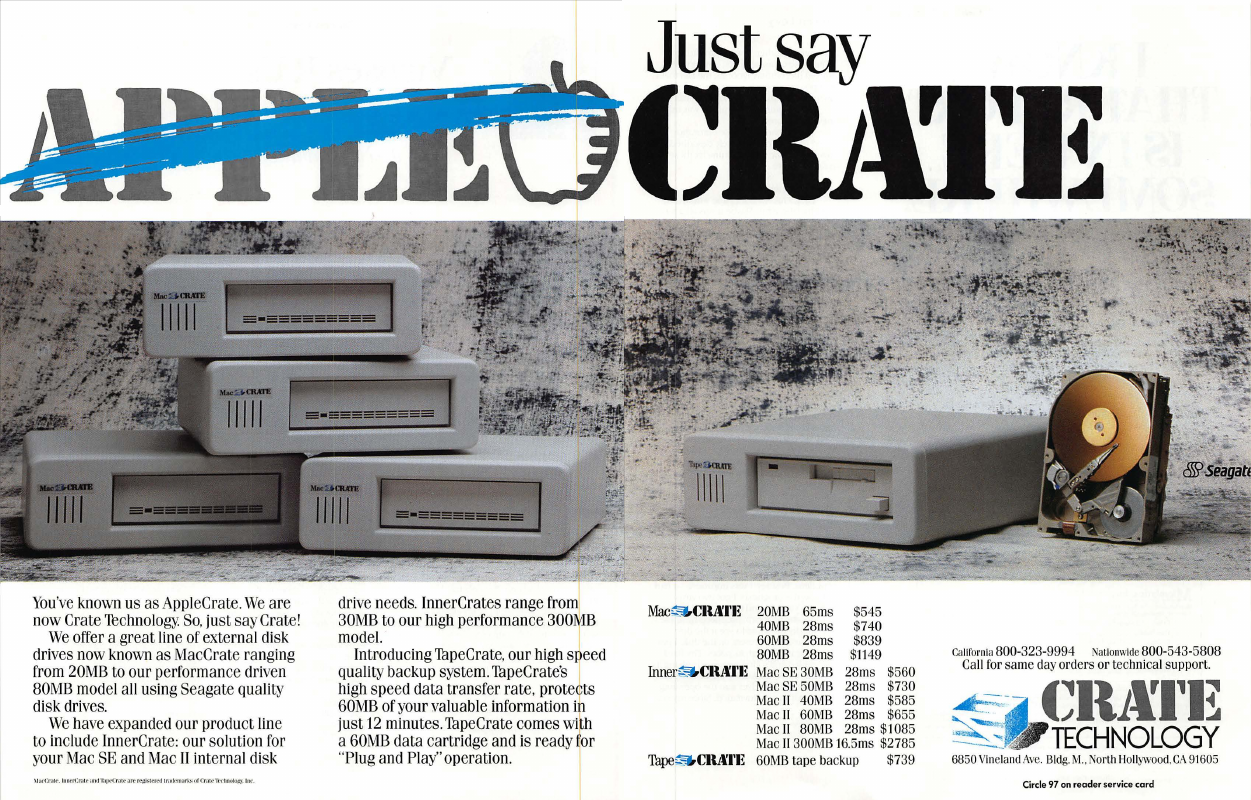 APPLE
Just say
CRATE
Mac CRATE
Mac CRATE
Mac CRATE
Mac CRATE
Tape CRATE
Seagate
You've known us as AppleCrate. We are
now Crate Technology. So, just say Crate!
We offer a great line of external disk
drives now known as MacCrate ranging
from 20MB to our performance driven
80MB model all using Seagate quality
disk drives.
We have expanded our product line
to include InnerCrate: our solution for
your Mac SE and Mac II internal disk
drive needs. InnerCrates range from
30MB to our high performance 300MB
model.
Introducing TapeCrate, our high speed
quality backup system. TapeCrate's
high speed data transfer rate, protects
60MB of your valuable information in
just 12 minutes. TapeCrate comes with
a 60MB data cartridge and is ready for
"Plug and Play" operation.
MacCrate, InnerCrate and TapeCrate are registered trademarks of Crate Technology, Inc.
Mac CRATE 20MB 65ms $545
40MB 28ms $740
60MB 28ms $839
80MB 28ms $1149
Inner CRATE Mac SE 30MB 28ms $560
Mac SE 50MB 28ms $730
Mac II 40MB 28ms $585
Mac II 60MB 28ms $655
Mac II 80MB 28ms $1085
Mac II 300MB 16.5ms $2785
Tape CRATE 60MB tape backup $739
California 800-323-9994 Nationwide 800-543-5808
Call for same day orders or technical support.
CRATE
TECHNOLOGY
6850 Vineland Ave. Bldg. M., North Hollywood, CA 91605
Circle 97 on reader service card